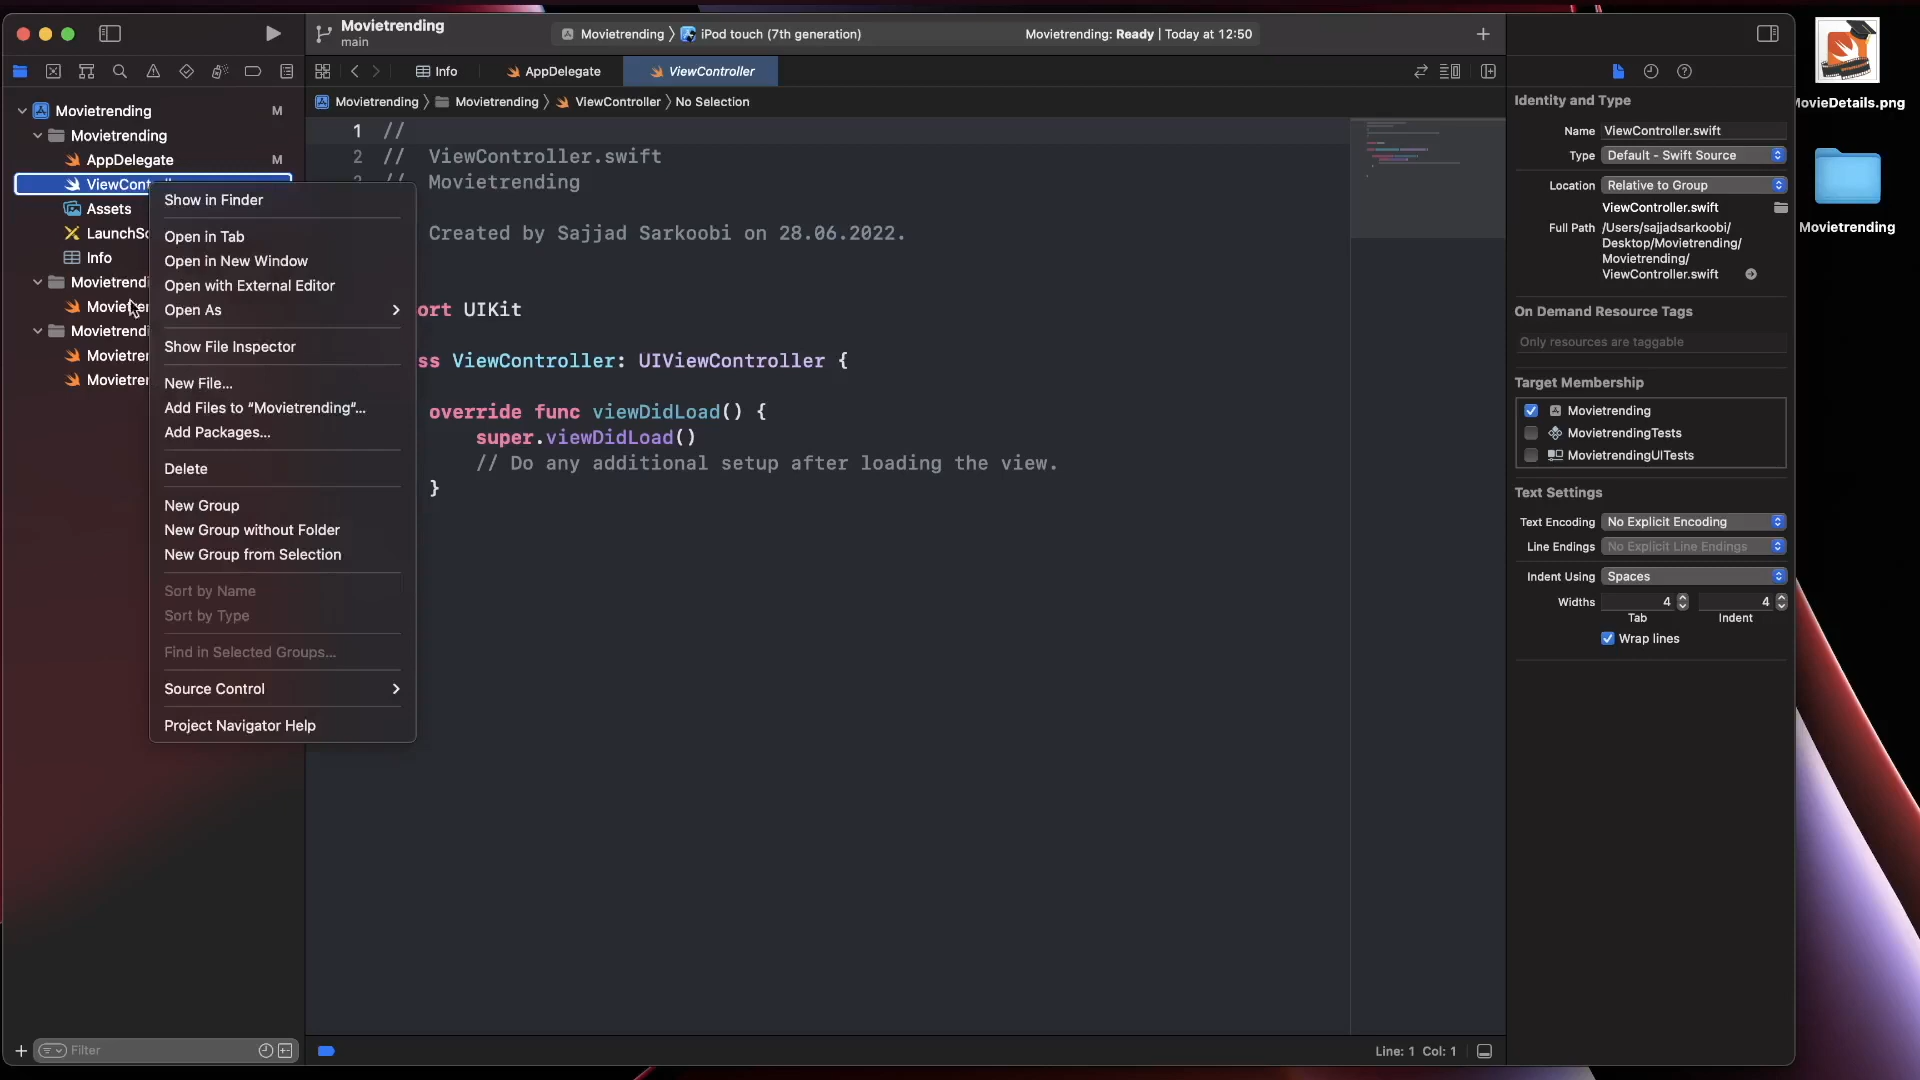 Movietrending
main
Movietrending
iPod touch (7th generation)
Movietrending: Ready | Today at 12:50
Info
AppDelegate
ViewController
Movietrending
Movietrending
ViewController
No Selection
Movietrending
M
Movietrending
AppDelegate
M
Assets
Info
Show in Finder
Open in Tab
Open in New Window
Open with External Editor
Open As
Show File Inspector
New File...
Add Files to “Movietrending”...
Add Packages...
Delete
New Group
New Group without Folder
New Group from Selection
Sort by Name
Sort by Type
Find in Selected Groups...
Source Control
Project Navigator Help
Filter
1 //
2 // ViewController.swift
// Movietrending
Created by Sajjad Sarkoobi on 28.06.2022.
ort UIKit
ss ViewController: UIViewController {
override func viewDidLoad() {
super.viewDidLoad()
// Do any additional setup after loading the view.
}
Line: 1 Col: 1
Identity and Type
Name ViewController.swift
Type Default - Swift Source
Location Relative to Group
ViewController.swift
Full Path /Users/sajjadsarkoobi/
Desktop/Movietrending/
Movietrending/
ViewController.swift
On Demand Resource Tags
Only resources are taggable
Target Membership
Movietrending
MovietrendingTests
MovietrendingUITests
Text Settings
Text Encoding No Explicit Encoding
Line Endings No Explicit Line Endings
Indent Using Spaces
Widths 4 4
Tab Indent
Wrap lines
ovieDetails.png
Movietrending